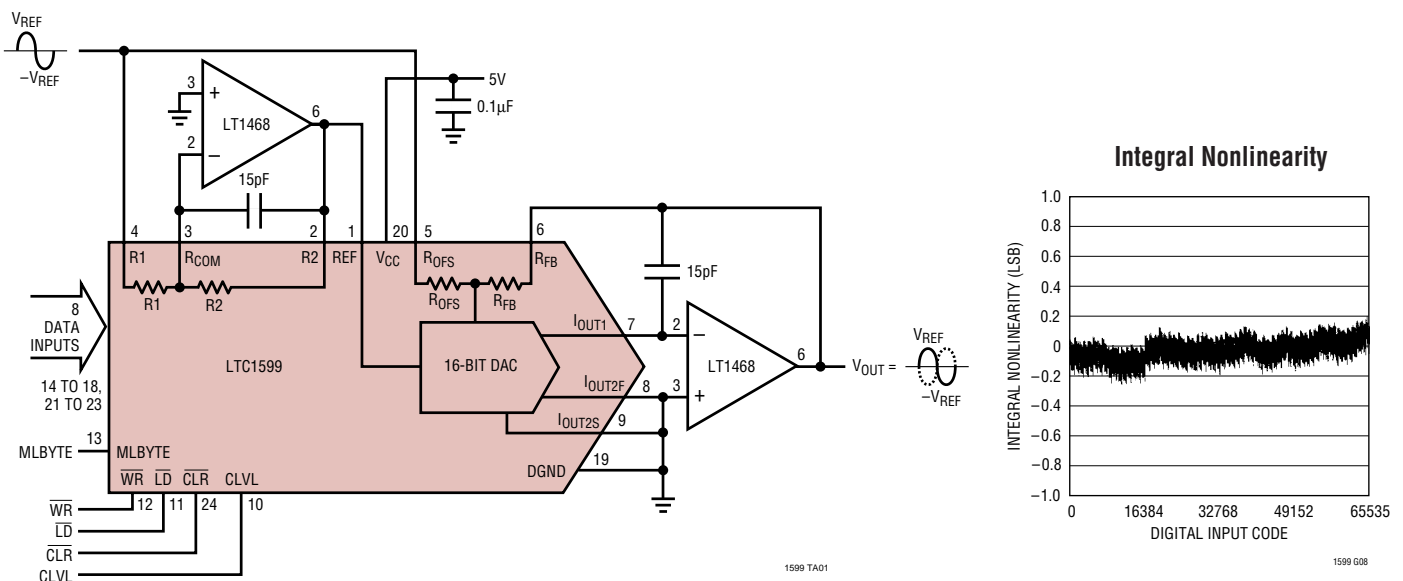 VREF
–VREF
3
+
2
–
LT1468
6
15pF
5V
0.1µF
4
3
2
1
20
5
6
R1
RCOM
R2
REF
VCC
ROFS
RFB
R1
R2
ROFS
RFB
15pF
8
DATA
INPUTS
14 TO 18,
21 TO 23
LTC1599
16-BIT DAC
IOUT1
7
2
–
IOUT2F
8
3
+
LT1468
6
VOUT =
VREF
–VREF
IOUT2S
9
DGND
19
MLBYTE
13
MLBYTE
WR
LD
CLR
CLVL
12
11
24
10
WR
LD
CLR
CLVL
1599 TA01
Integral Nonlinearity
INTEGRAL NONLINEARITY (LSB)
1.0
0.8
0.6
0.4
0.2
0
–0.2
–0.4
–0.6
–0.8
–1.0
0
16384
32768
49152
65535
DIGITAL INPUT CODE
1599 G08